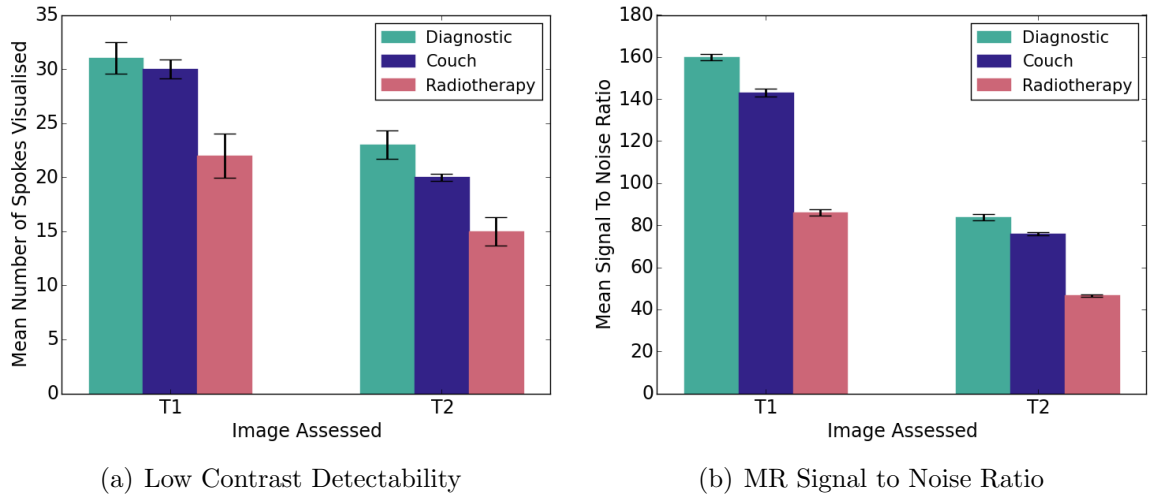 35
30
25
20
15
10
5
0
Mean Number of Spokes Visualised
Diagnostic
Couch
Radiotherapy
T1 T2
Image Assessed
(a) Low Contrast Detectability
180
160
140
120
100
80
60
40
20
0
Mean Signal To Noise Ratio
Diagnostic
Couch
Radiotherapy
T1 T2
Image Assessed
(b) MR Signal to Noise Ratio